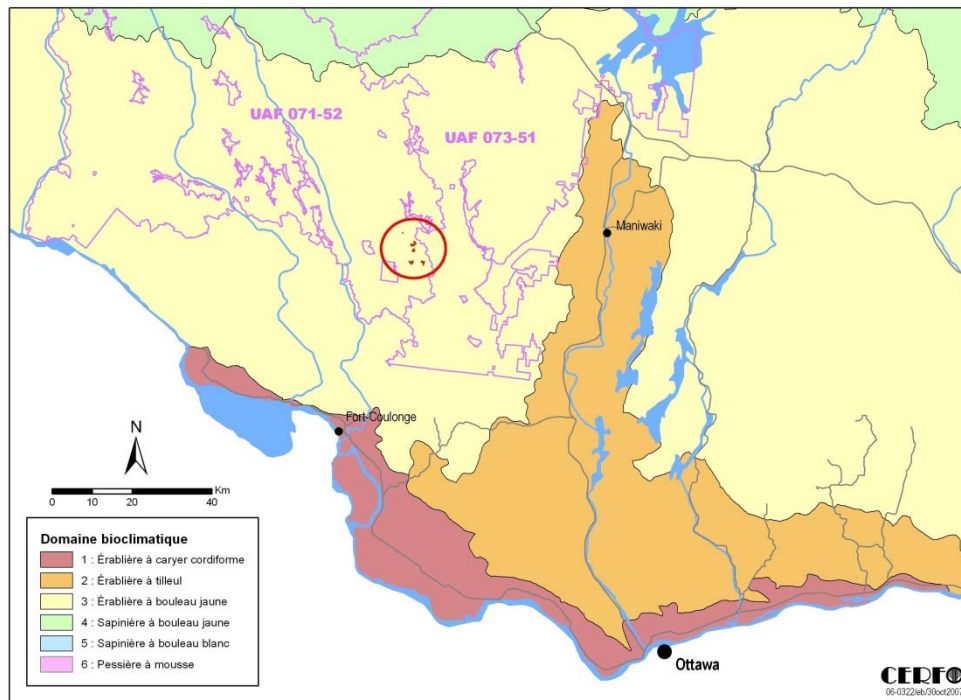 UAF 071-52
UAF 073-51
Maniwaki
Fort-Coulonge
N
Km
0 10 20 40
Domaine bioclimatique
1 : Érablière à caryer cordiforme
2 : Érablière à tilleul
3 : Érablière à bouleau jaune
4 : Sapinière à bouleau jaune
5 : Sapinière à bouleau blanc
6 : Pessière à mousse
Ottawa
CERFO